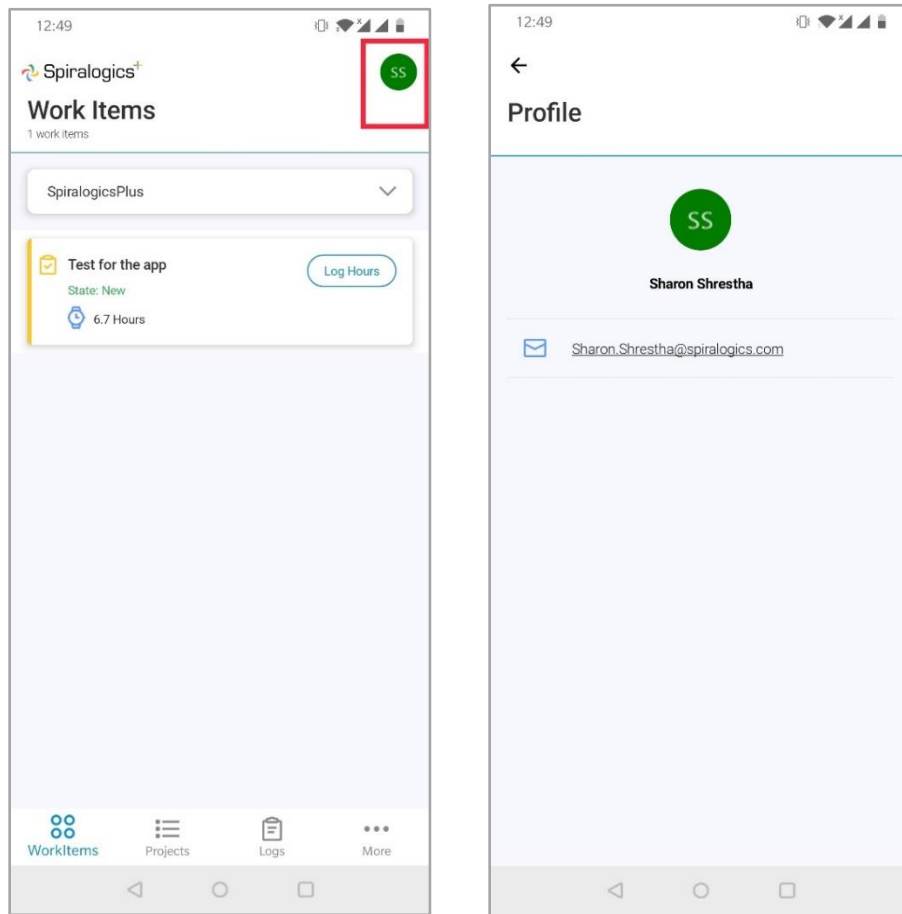 12:49
Spiralogics+
SS
Work Items
1 work items
SpiralogicsPlus
Test for the app
Log Hours
State: New
6.7 Hours
WorkItems
Projects
Logs
More
12:49
Profile
SS
Sharon Shrestha
Sharon.Shrestha@spiralogics.com